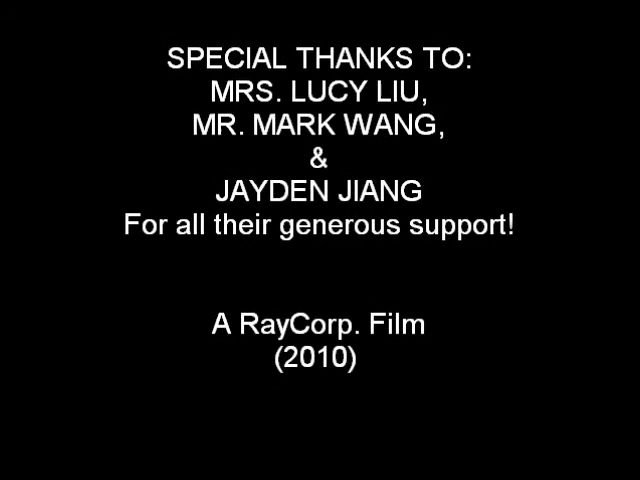 SPECIAL THANKS TO:
MRS. LUCY LIU,
MR. MARK WANG,
&
JAYDEN JIANG
For all their generous support!
A RayCorp. Film
(2010)